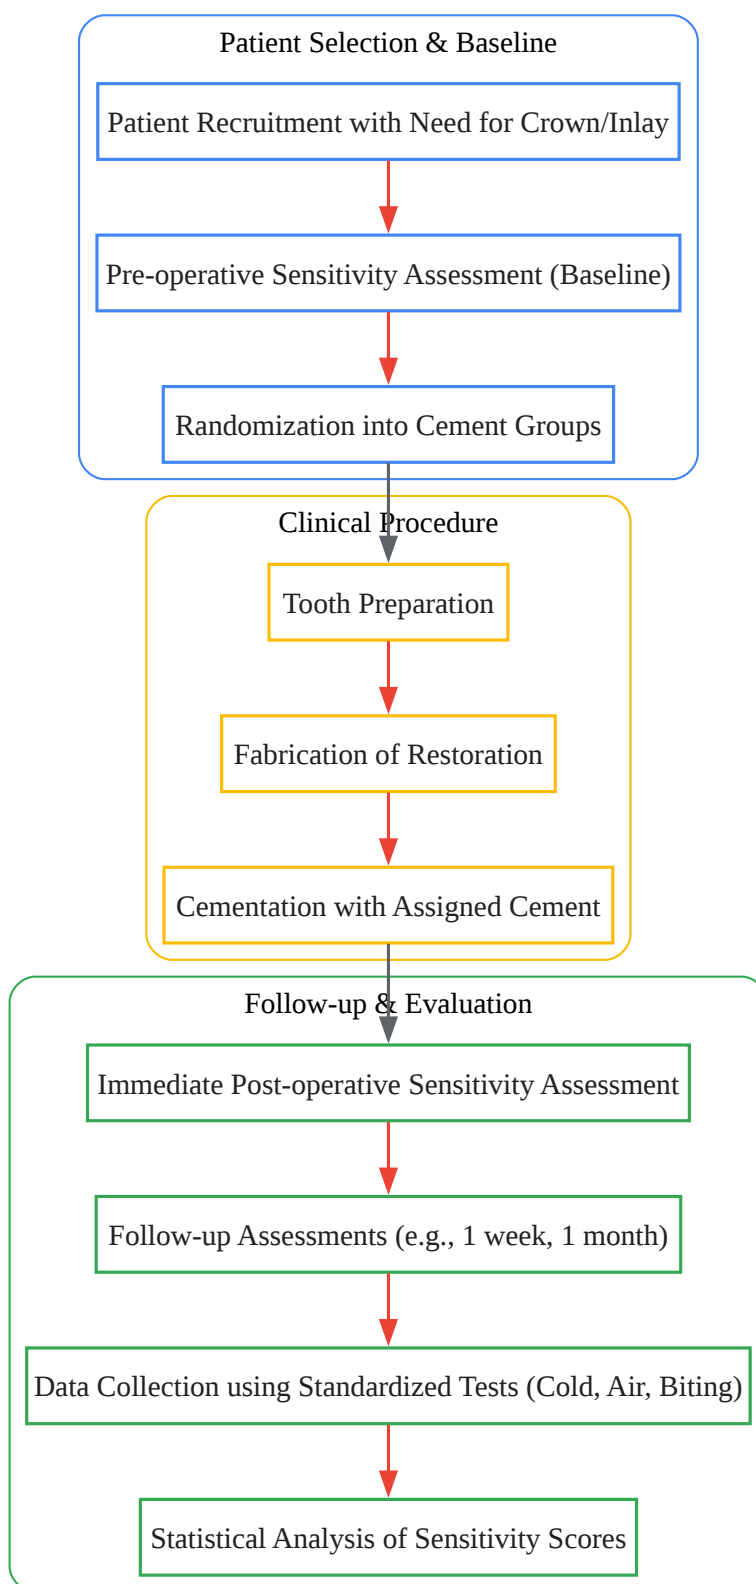 Patient Selection & Baseline
Patient Recruitment with Need for Crown/Inlay
Pre-operative Sensitivity Assessment (Baseline)
Randomization into Cement Groups
Clinical Procedure
Tooth Preparation
Fabrication of Restoration
Cementation with Assigned Cement
Follow-up & Evaluation
Immediate Post-operative Sensitivity Assessment
Follow-up Assessments (e.g., 1 week, 1 month)
Data Collection using Standardized Tests (Cold, Air, Biting)
Statistical Analysis of Sensitivity Scores